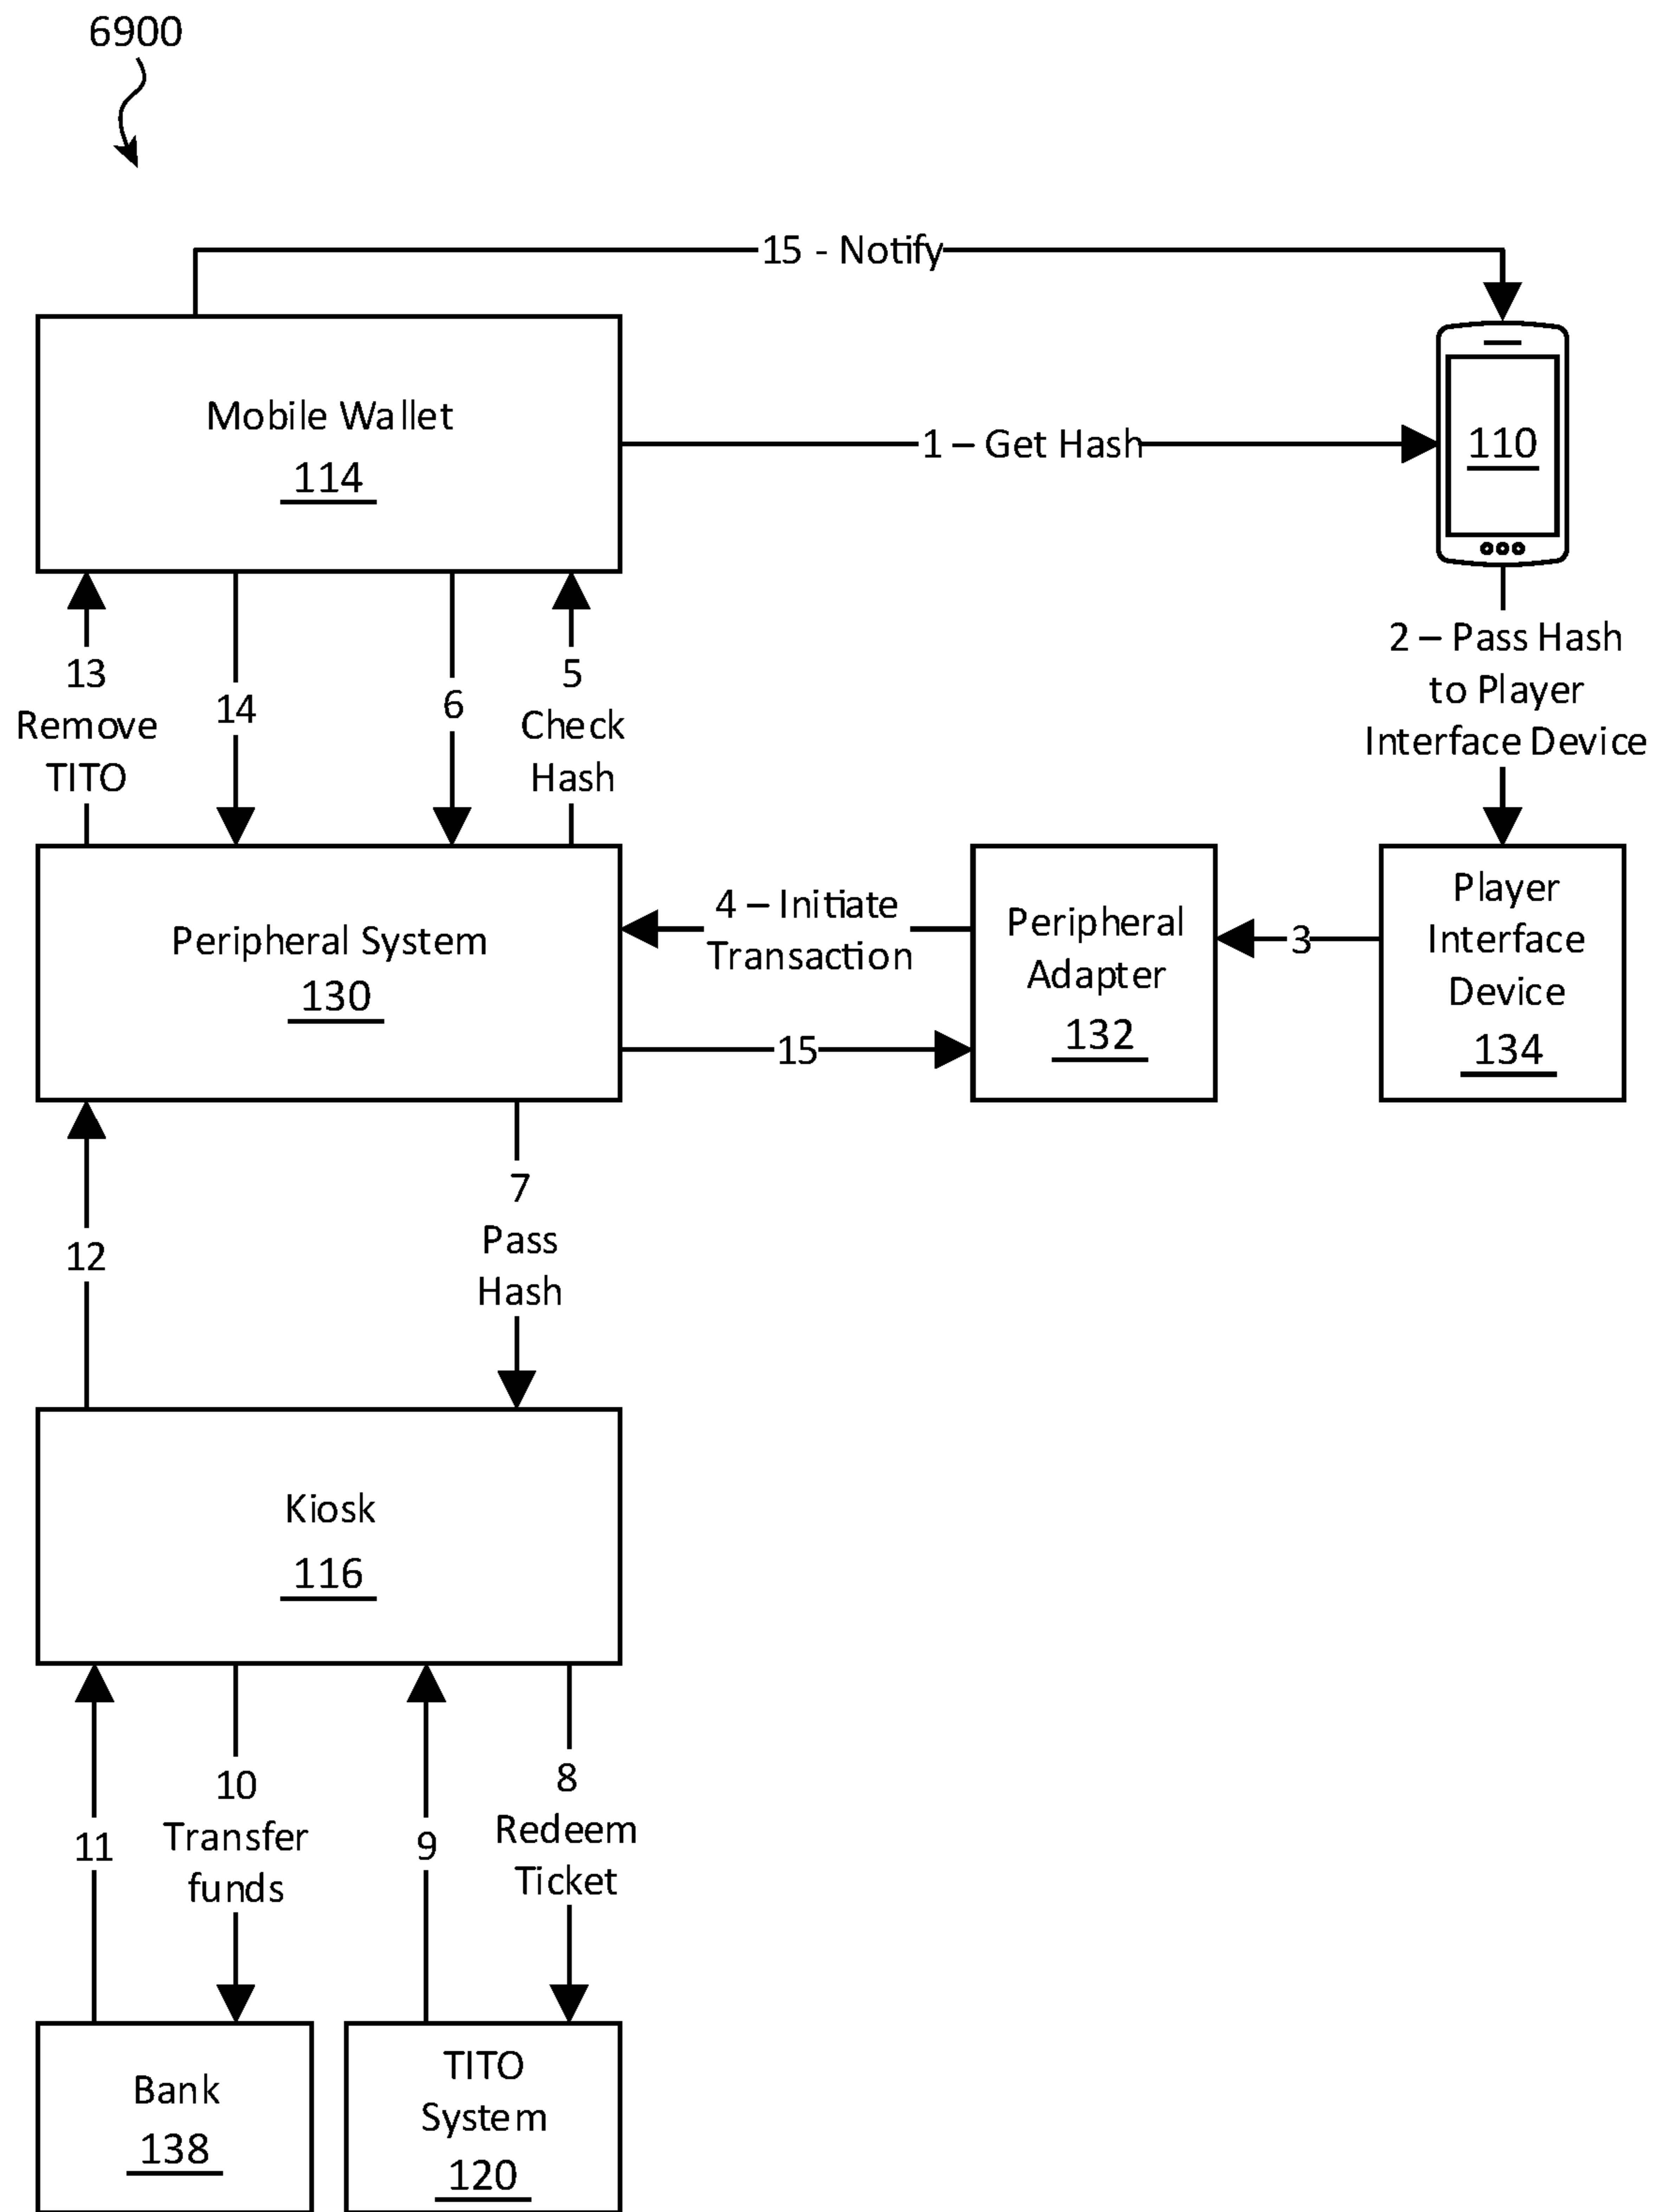 6900
15 - Notify
Mobile Wallet
114
1 – Get Hash
110
2 – Pass Hash
to Player
Interface Device
13
Remove
TITO
14
6
5
Check
Hash
Peripheral System
130
4 – Initiate
Transaction
15
Peripheral
Adapter
132
3
Player
Interface
Device
134
12
7
Pass
Hash
Kiosk
116
11
10
Transfer
funds
9
8
Redeem
Ticket
Bank
138
TITO
System
120